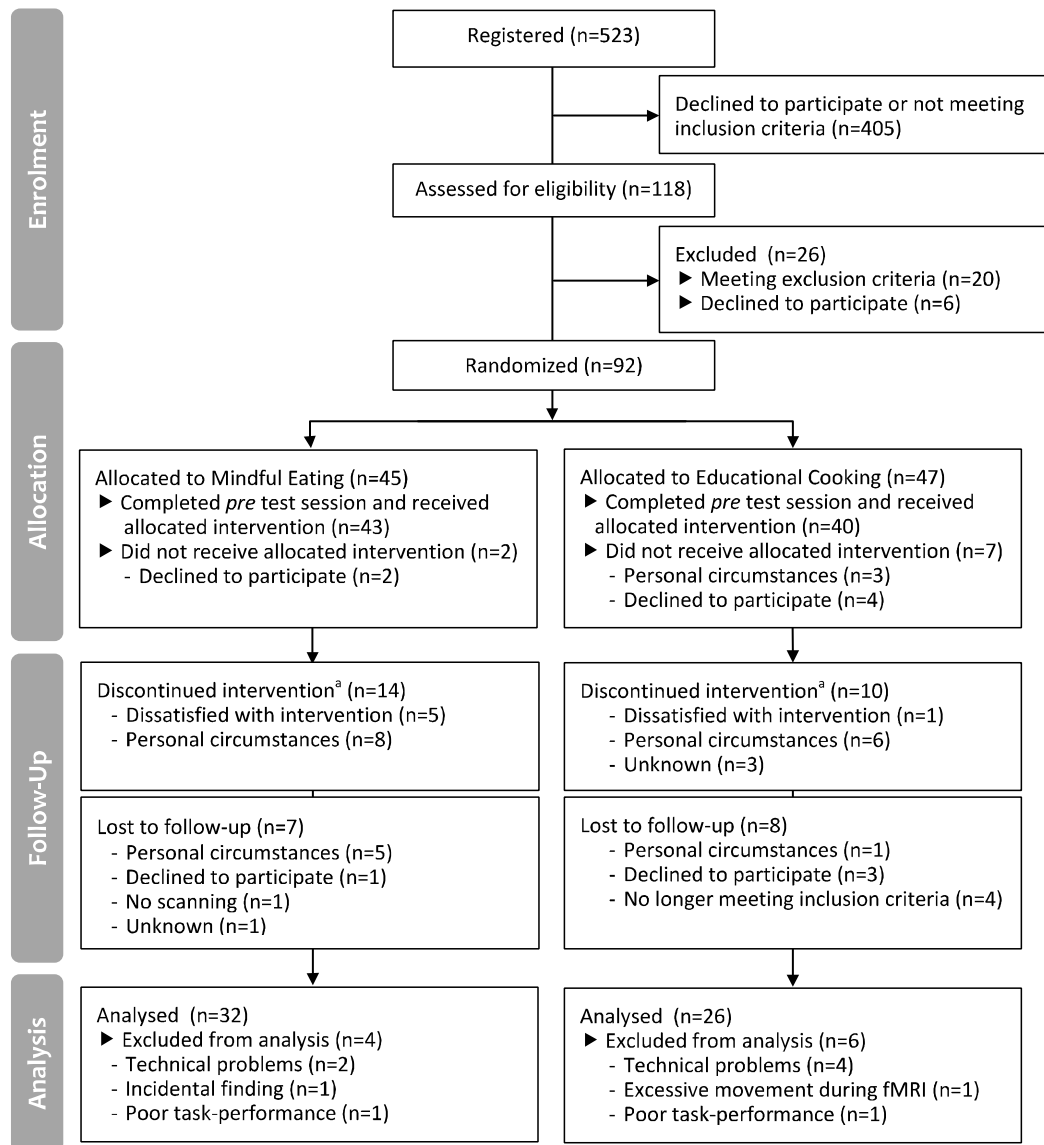 Enrolment
Registered (n=523)
Declined to participate or not meeting
inclusion criteria (n=405)
Assessed for eligibility (n=118)
Excluded (n=26)
▶ Meeting exclusion criteria (n=20)
▶ Declined to participate (n=6)
Allocation
Randomized (n=92)
Allocated to Mindful Eating (n=45)
▶ Completed pre test session and received
allocated intervention (n=43)
▶ Did not receive allocated intervention (n=2)
- Declined to participate (n=2)
Allocated to Educational Cooking (n=47)
▶ Completed pre test session and received
allocated intervention (n=40)
▶ Did not receive allocated intervention (n=7)
- Personal circumstances (n=3)
- Declined to participate (n=4)
Follow-Up
Discontinued interventionᵃ (n=14)
- Dissatisfied with intervention (n=5)
- Personal circumstances (n=8)
Discontinued interventionᵃ (n=10)
- Dissatisfied with intervention (n=1)
- Personal circumstances (n=6)
- Unknown (n=3)
Lost to follow-up (n=7)
- Personal circumstances (n=5)
- Declined to participate (n=1)
- No scanning (n=1)
- Unknown (n=1)
Lost to follow-up (n=8)
- Personal circumstances (n=1)
- Declined to participate (n=3)
- No longer meeting inclusion criteria (n=4)
Analysis
Analysed (n=32)
▶ Excluded from analysis (n=4)
- Technical problems (n=2)
- Incidental finding (n=1)
- Poor task-performance (n=1)
Analysed (n=26)
▶ Excluded from analysis (n=6)
- Technical problems (n=4)
- Excessive movement during fMRI (n=1)
- Poor task-performance (n=1)